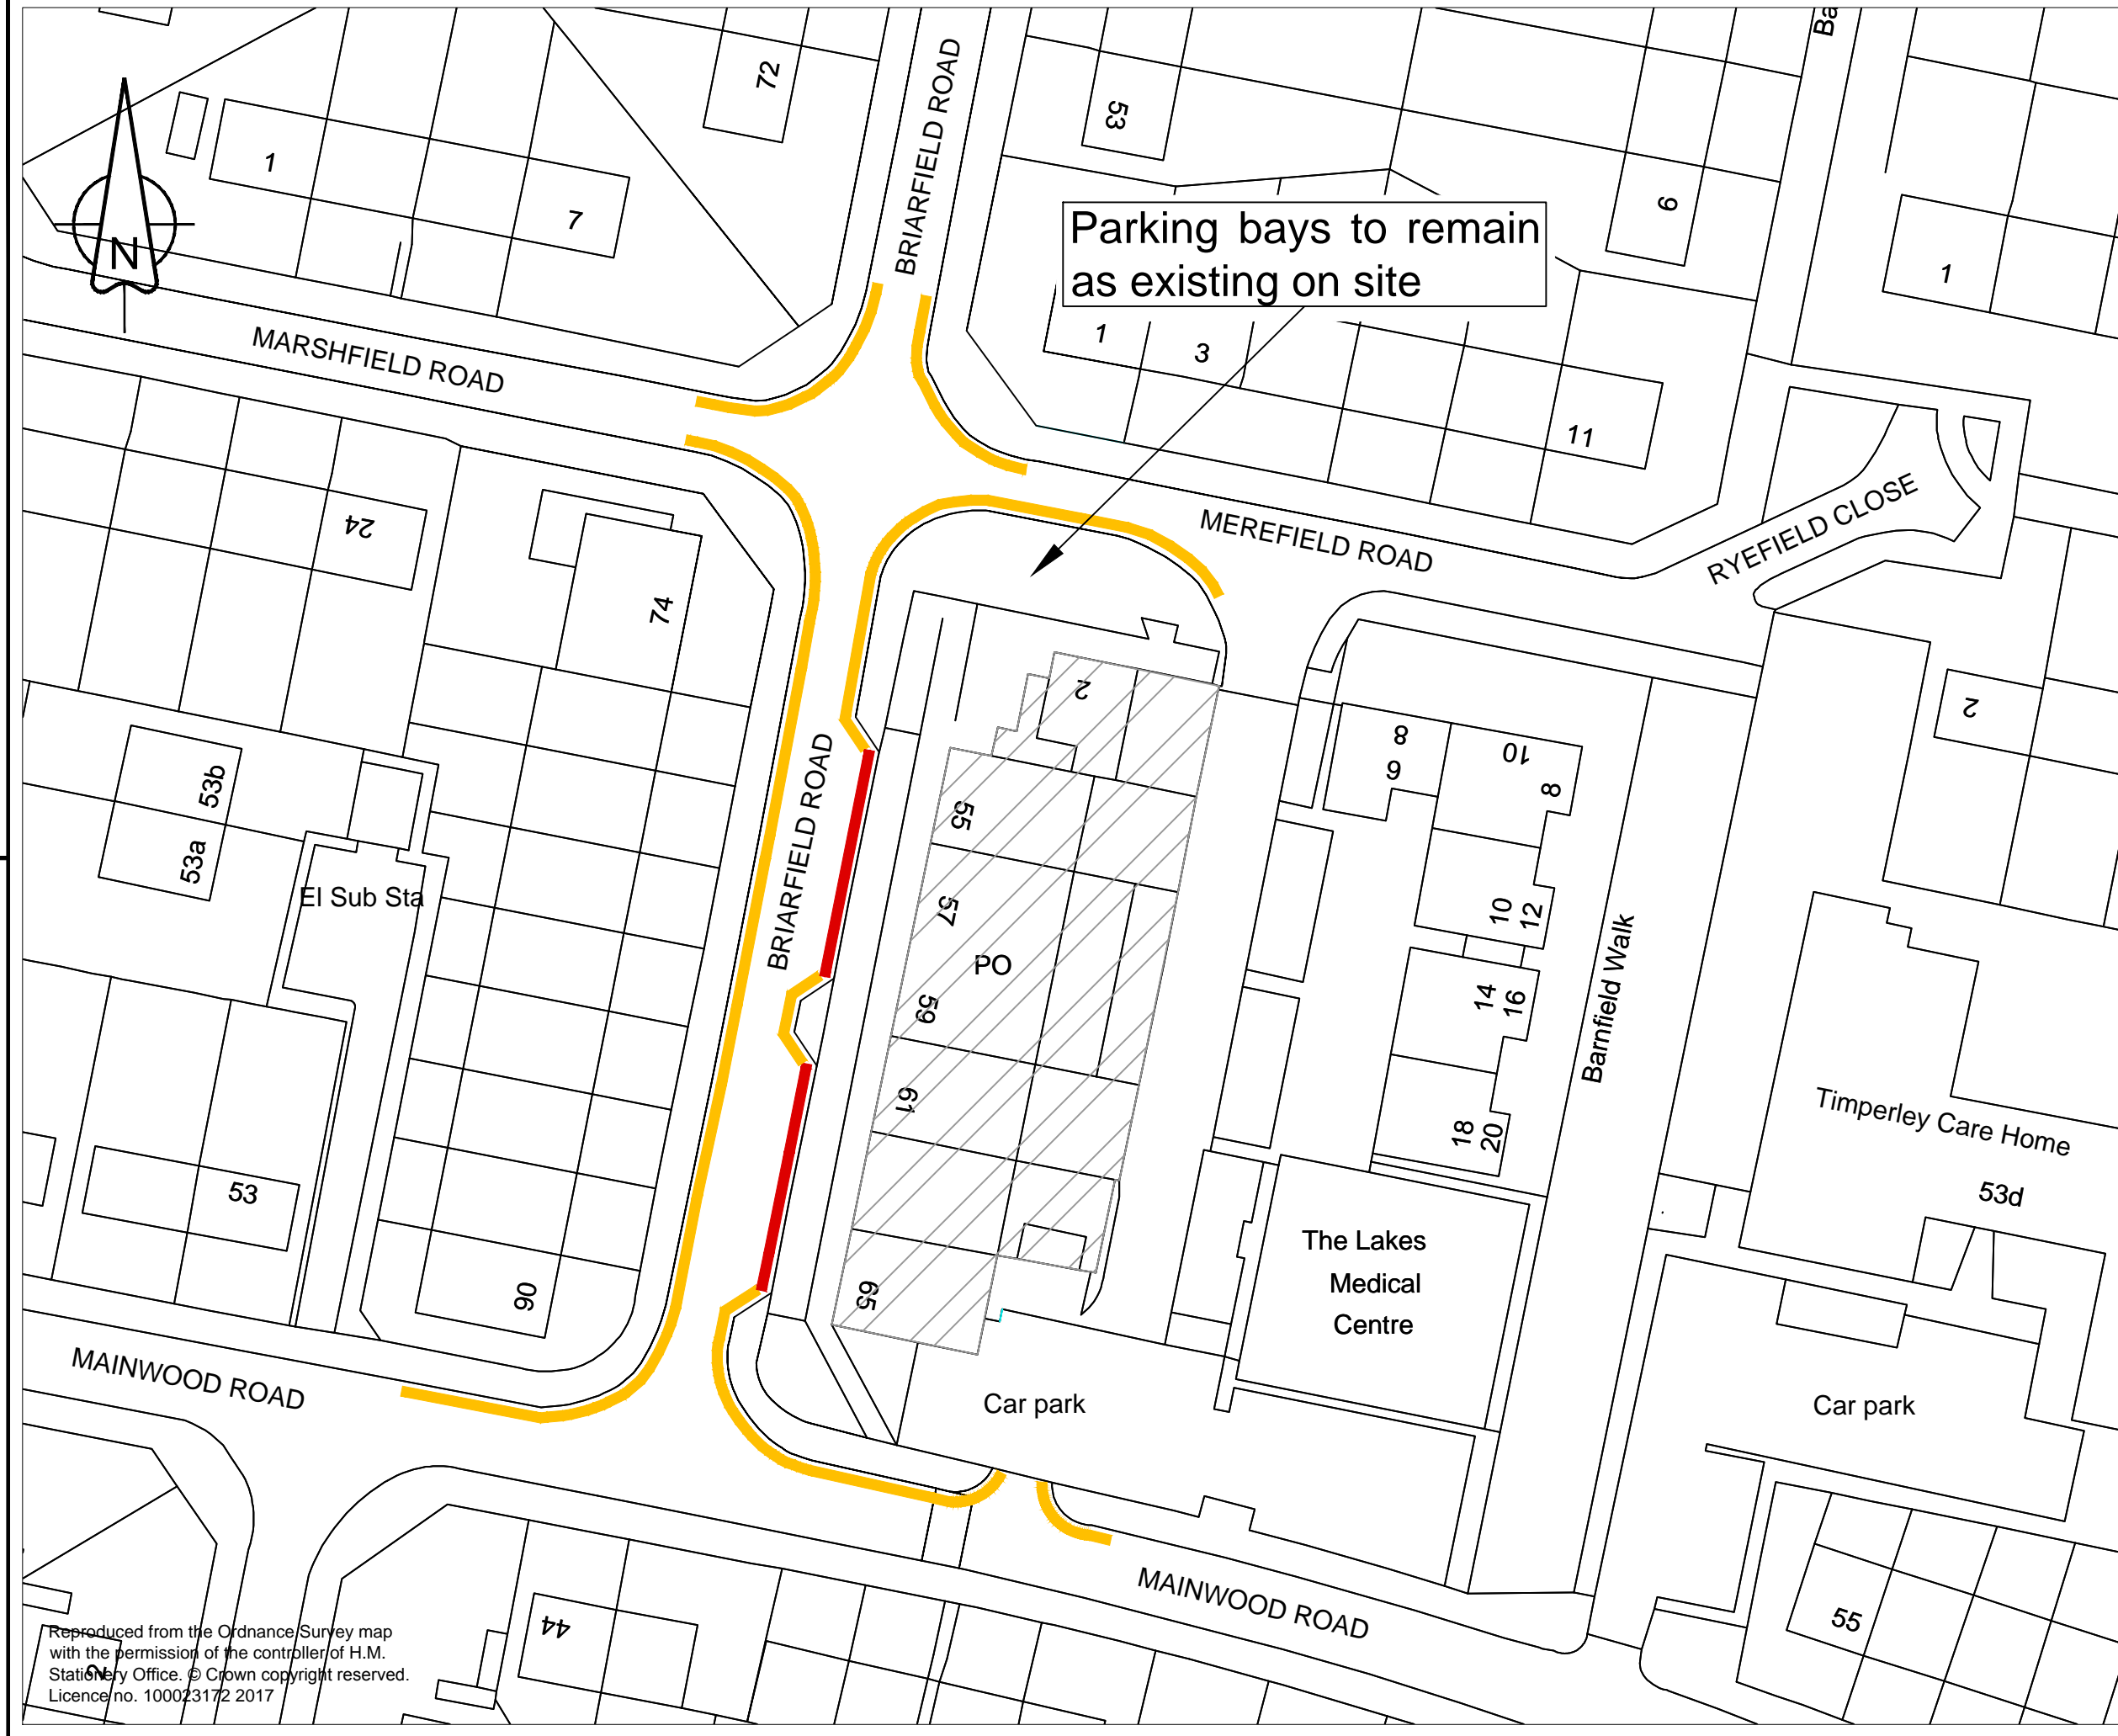 Ba
72
BRIARFIELD ROAD
53
1
7
9
1
N
Parking bays to remain
as existing on site
1
3
11
MARSHFIELD ROAD
24
74
MEREFIELD ROAD
RYEFIELD CLOSE
2
2
8
6
10
8
53b
53a
El Sub Sta
BRIARFIELD ROAD
55
57
PO
59
61
65
10
12
14
16
18
20
Barnfield Walk
Timperley Care Home
53d
53
90
The Lakes
Medical
Centre
MAINWOOD ROAD
Car park
Car park
MAINWOOD ROAD
44
55
2
Reproduced from the Ordnance Survey map
with the permission of the controller of H.M.
Stationery Office. © Crown copyright reserved.
Licence no. 100023172 2017